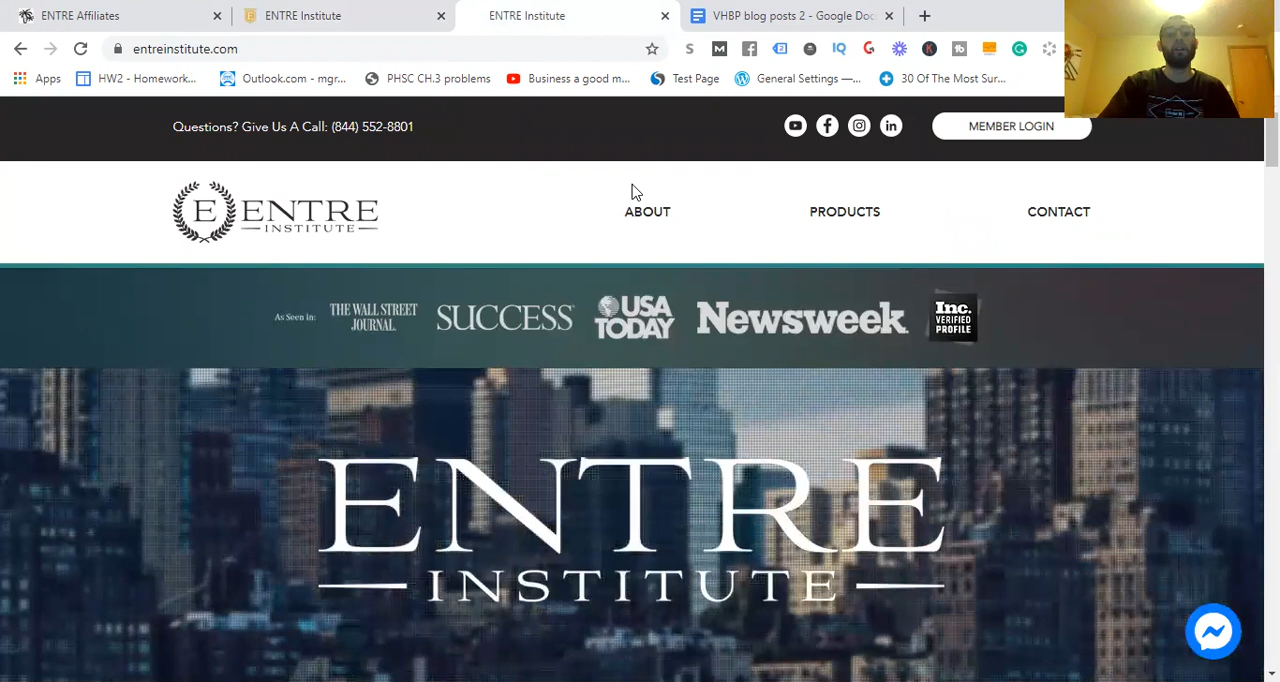 ENTRE Affiliates
ENTRE Institute
ENTRE Institute
VHBP blog posts 2 - Google Doc
entreinstitute.com
Apps
HW2 - Homework...
Outlook.com - mgr...
PHSC CH.3 problems
Business a good m...
Test Page
General Settings —...
30 Of The Most Sur...
Questions? Give Us A Call: (844) 552-8801
MEMBER LOGIN
E ENTRE
INSTITUTE
ABOUT
PRODUCTS
CONTACT
As Seen in:
THE WALL STREET
JOURNAL.
SUCCESS
USA
TODAY
Newsweek
Inc.
VERIFIED
PROFILE
ENTRE
INSTITUTE